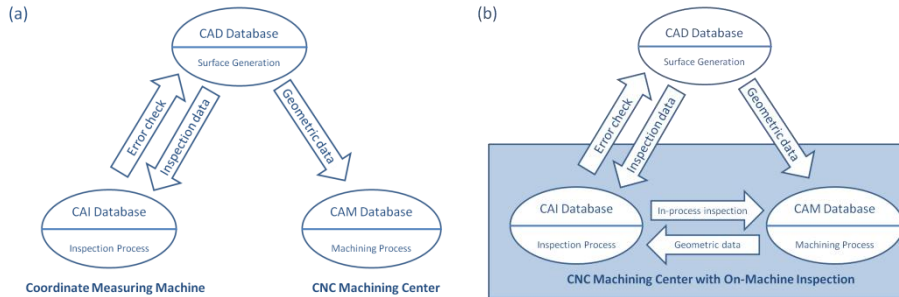 (a)
CAD Database
Surface Generation
Error check
Inspection data
Geometric data
CAI Database
Inspection Process
CAM Database
Machining Process
Coordinate Measuring Machine
CNC Machining Center
(b)
CAD Database
Surface Generation
Error check
Inspection data
Geometric data
CAI Database
Inspection Process
In-process inspection
Geometric data
CAM Database
Machining Process
CNC Machining Center with On-Machine Inspection